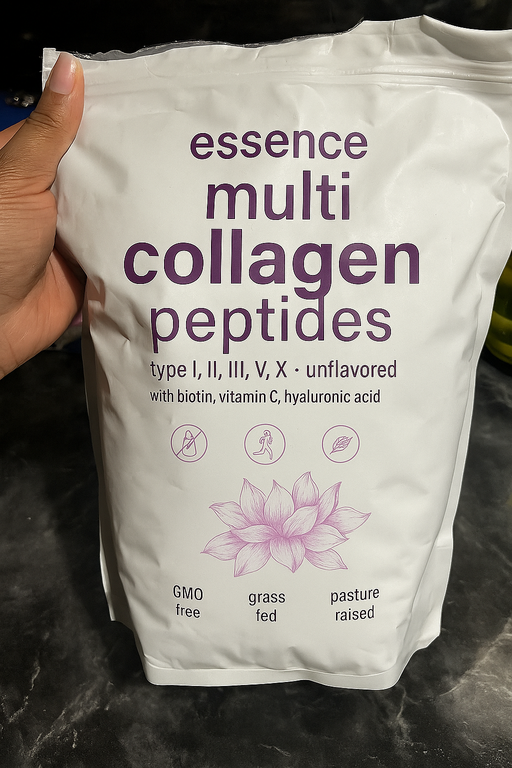 essence
multi
collagen
peptides
type I, II, III, V, X · unflavored
with biotin, vitamin C, hyaluronic acid
GMO free
grass fed
pasture raised